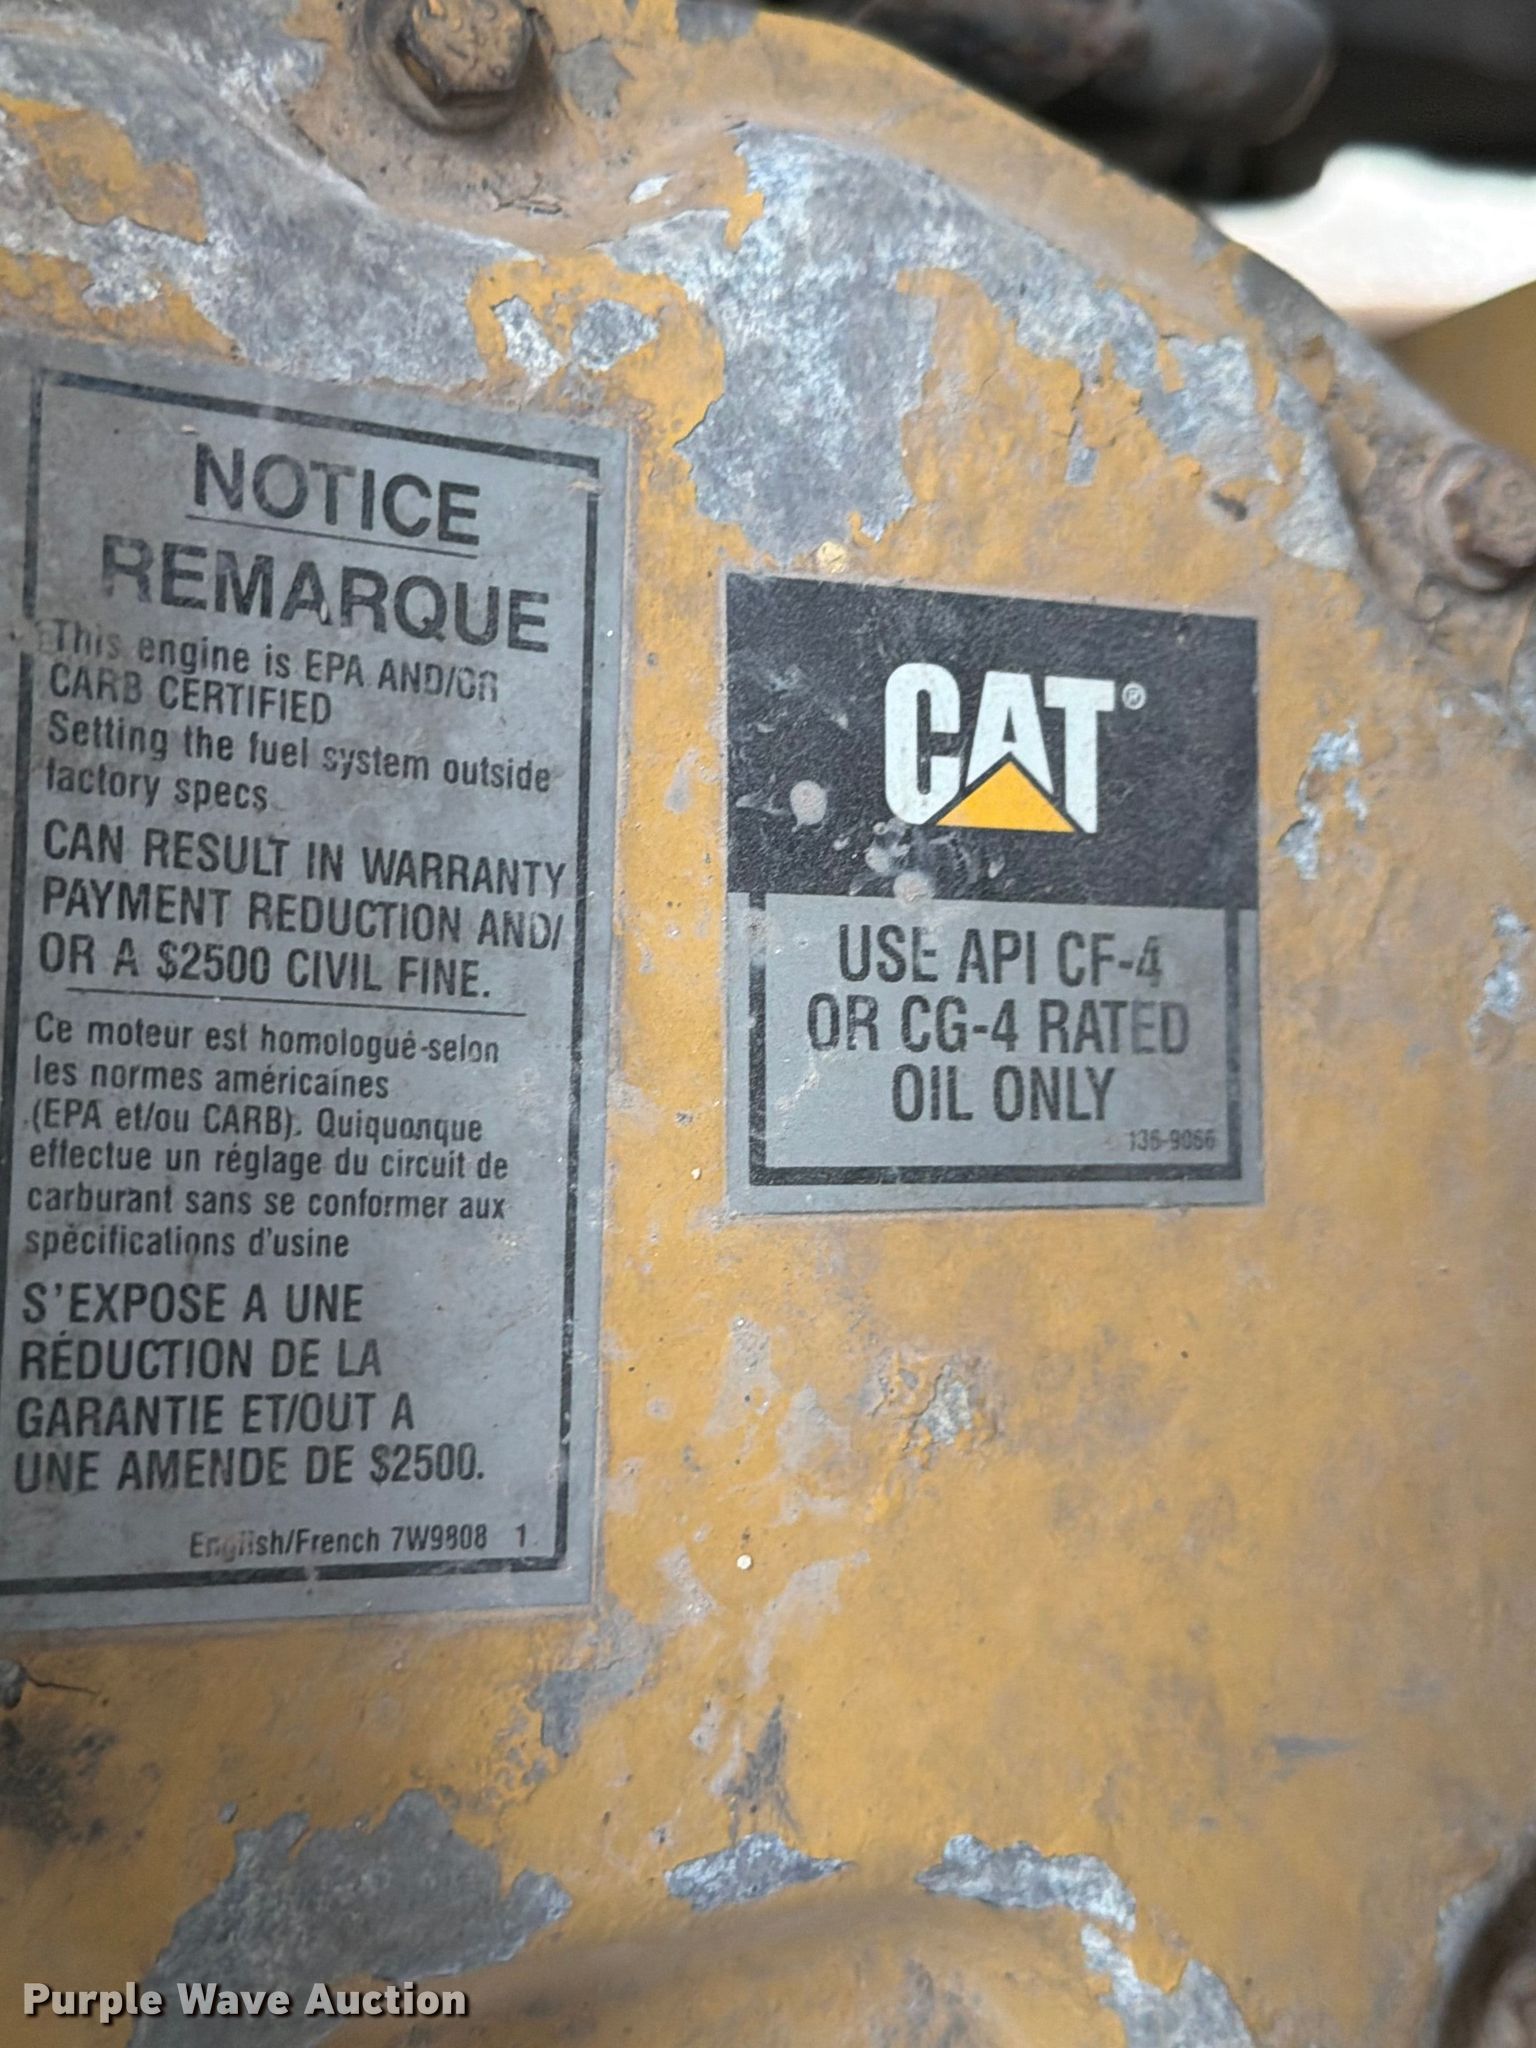 NOTICE
REMARQUE
This engine is EPA AND/OR
CARB CERTIFIED
Setting the fuel system outside
factory specs
CAN RESULT IN WARRANTY
PAYMENT REDUCTION AND/
OR A $2500 CIVIL FINE.
Ce moteur est homologué-selon
les normes américaines
(EPA et/ou CARB). Quiquonque
effectue un réglage du circuit de
carburant sans se conformer aux
spécifications d'usine
S'EXPOSE A UNE
RÉDUCTION DE LA
GARANTIE ET/OUT A
UNE AMENDE DE $2500.
English/French 7W9808 1
CAT®
USE API CF-4
OR CG-4 RATED
OIL ONLY
136-9066
Purple Wave Auction